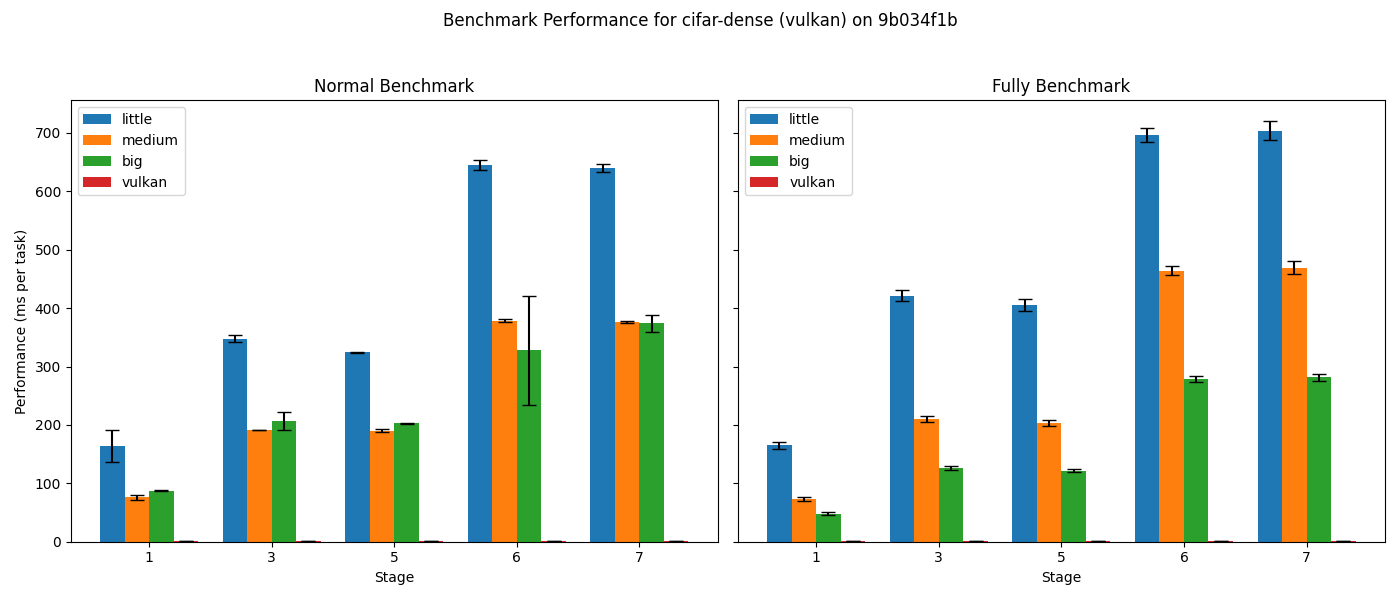 Benchmark Performance for cifar-dense (vulkan) on 9b034f1b
Normal Benchmark
little
medium
big
vulkan
Performance (ms per task)
700
600
500
400
300
200
100
0
1 3 5 6 7
Stage
Fully Benchmark
little
medium
big
vulkan
1 3 5 6 7
Stage